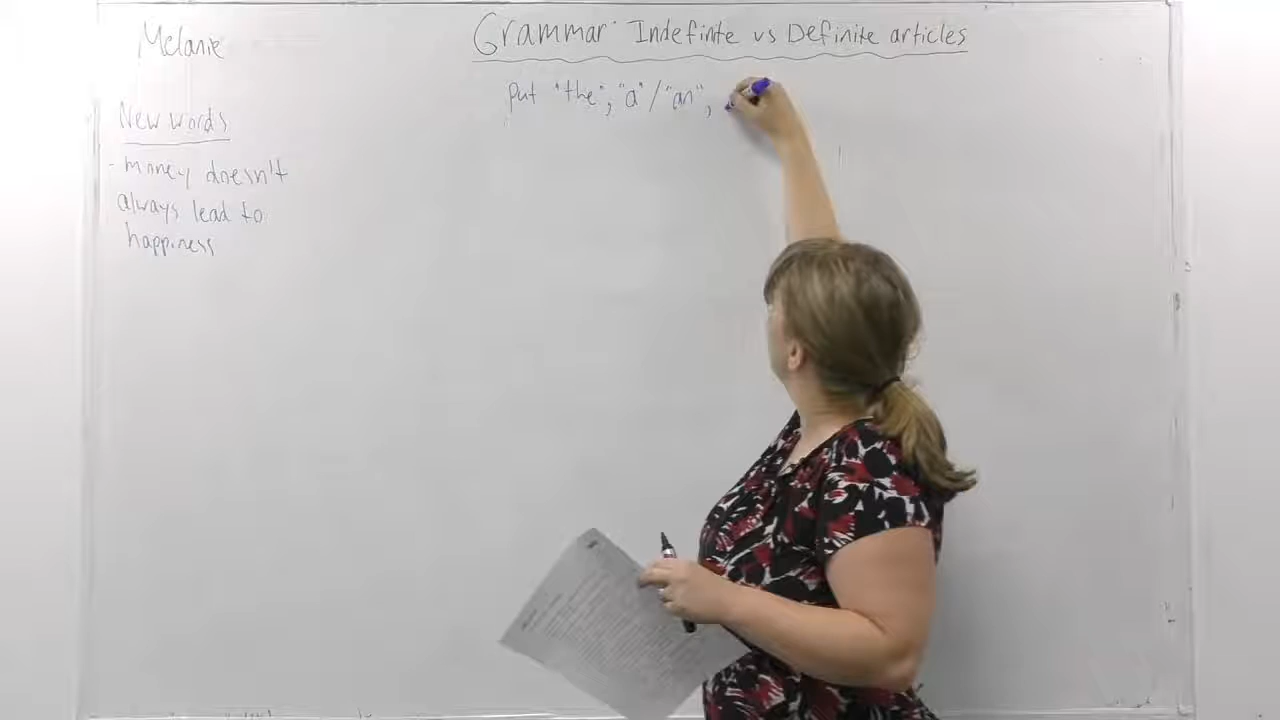 Melanie
Grammar: Indefinite vs Definite articles
put "the", "a"/"an",
New words
- money doesn't
always lead to
happiness